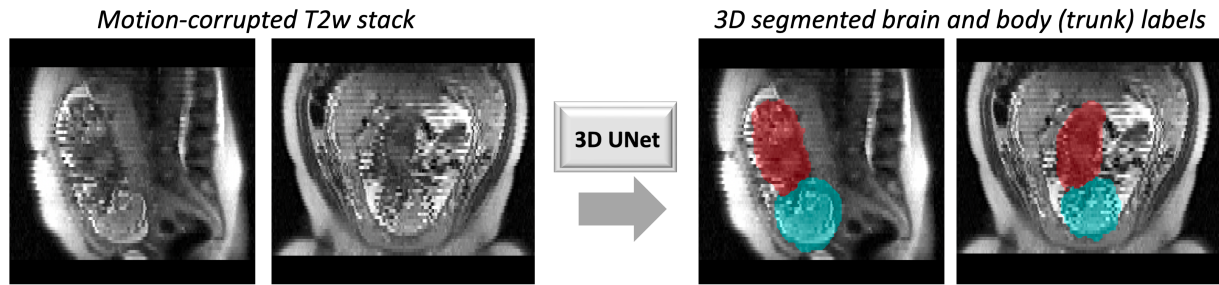 Motion-corrupted T2w stack
3D segmented brain and body (trunk) labels
3D UNet